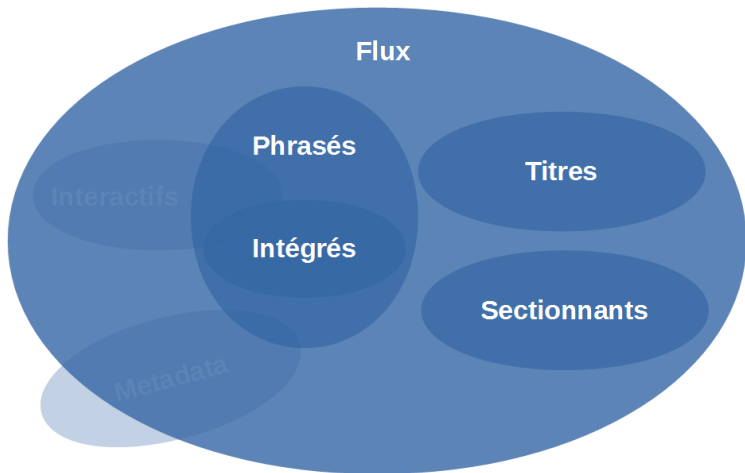 Flux
Phrasés
Titres
Interactifs
Intégrés
Sectionnants
Metadata